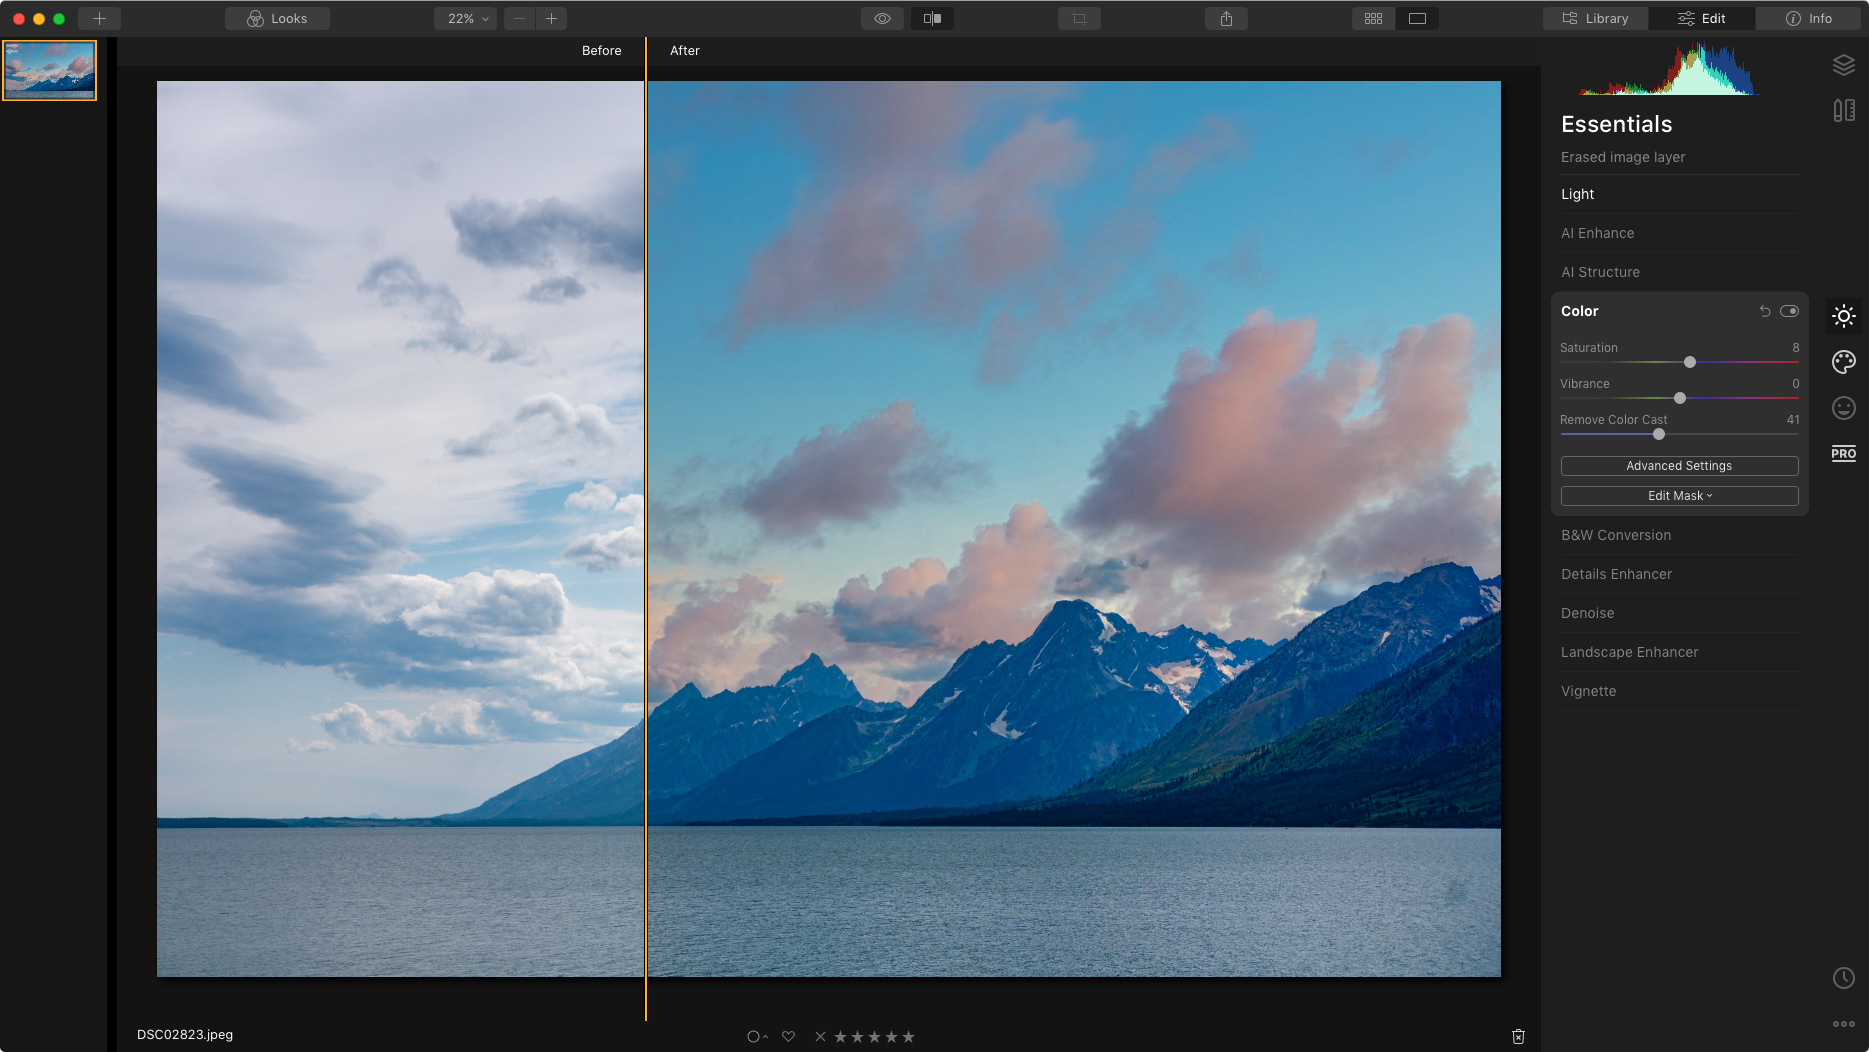 Looks
22%
Library
Edit
Info
Before
After
Essentials
Erased image layer
Light
AI Enhance
AI Structure
Color
Saturation 8
Vibrance 0
Remove Color Cast 41
Advanced Settings
Edit Mask
B&W Conversion
Details Enhancer
Denoise
Landscape Enhancer
Vignette
PRO
DSC02823.jpeg